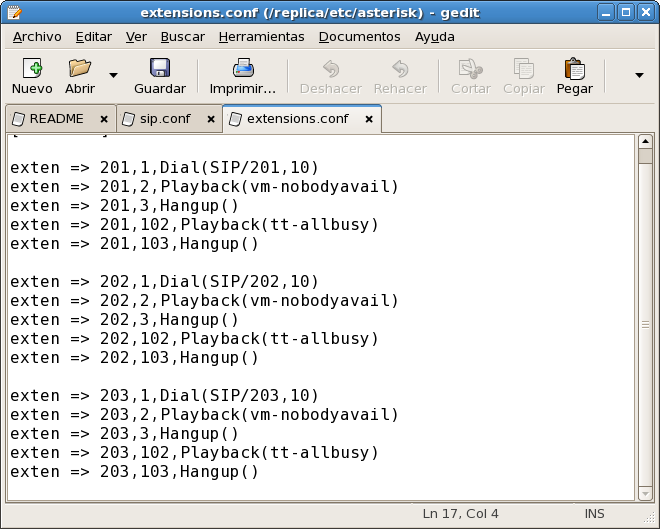 extensions.conf (/replica/etc/asterisk) - gedit
Archivo Editar Ver Buscar Herramientas Documentos Ayuda
Nuevo Abrir Guardar Imprimir... Deshacer Rehacer Cortar Copiar Pegar
README sip.conf extensions.conf
exten => 201,1,Dial(SIP/201,10)
exten => 201,2,Playback(vm-nobodyavail)
exten => 201,3,Hangup()
exten => 201,102,Playback(tt-allbusy)
exten => 201,103,Hangup()
exten => 202,1,Dial(SIP/202,10)
exten => 202,2,Playback(vm-nobodyavail)
exten => 202,3,Hangup()
exten => 202,102,Playback(tt-allbusy)
exten => 202,103,Hangup()
exten => 203,1,Dial(SIP/203,10)
exten => 203,2,Playback(vm-nobodyavail)
exten => 203,3,Hangup()
exten => 203,102,Playback(tt-allbusy)
exten => 203,103,Hangup()
Ln 17, Col 4 INS